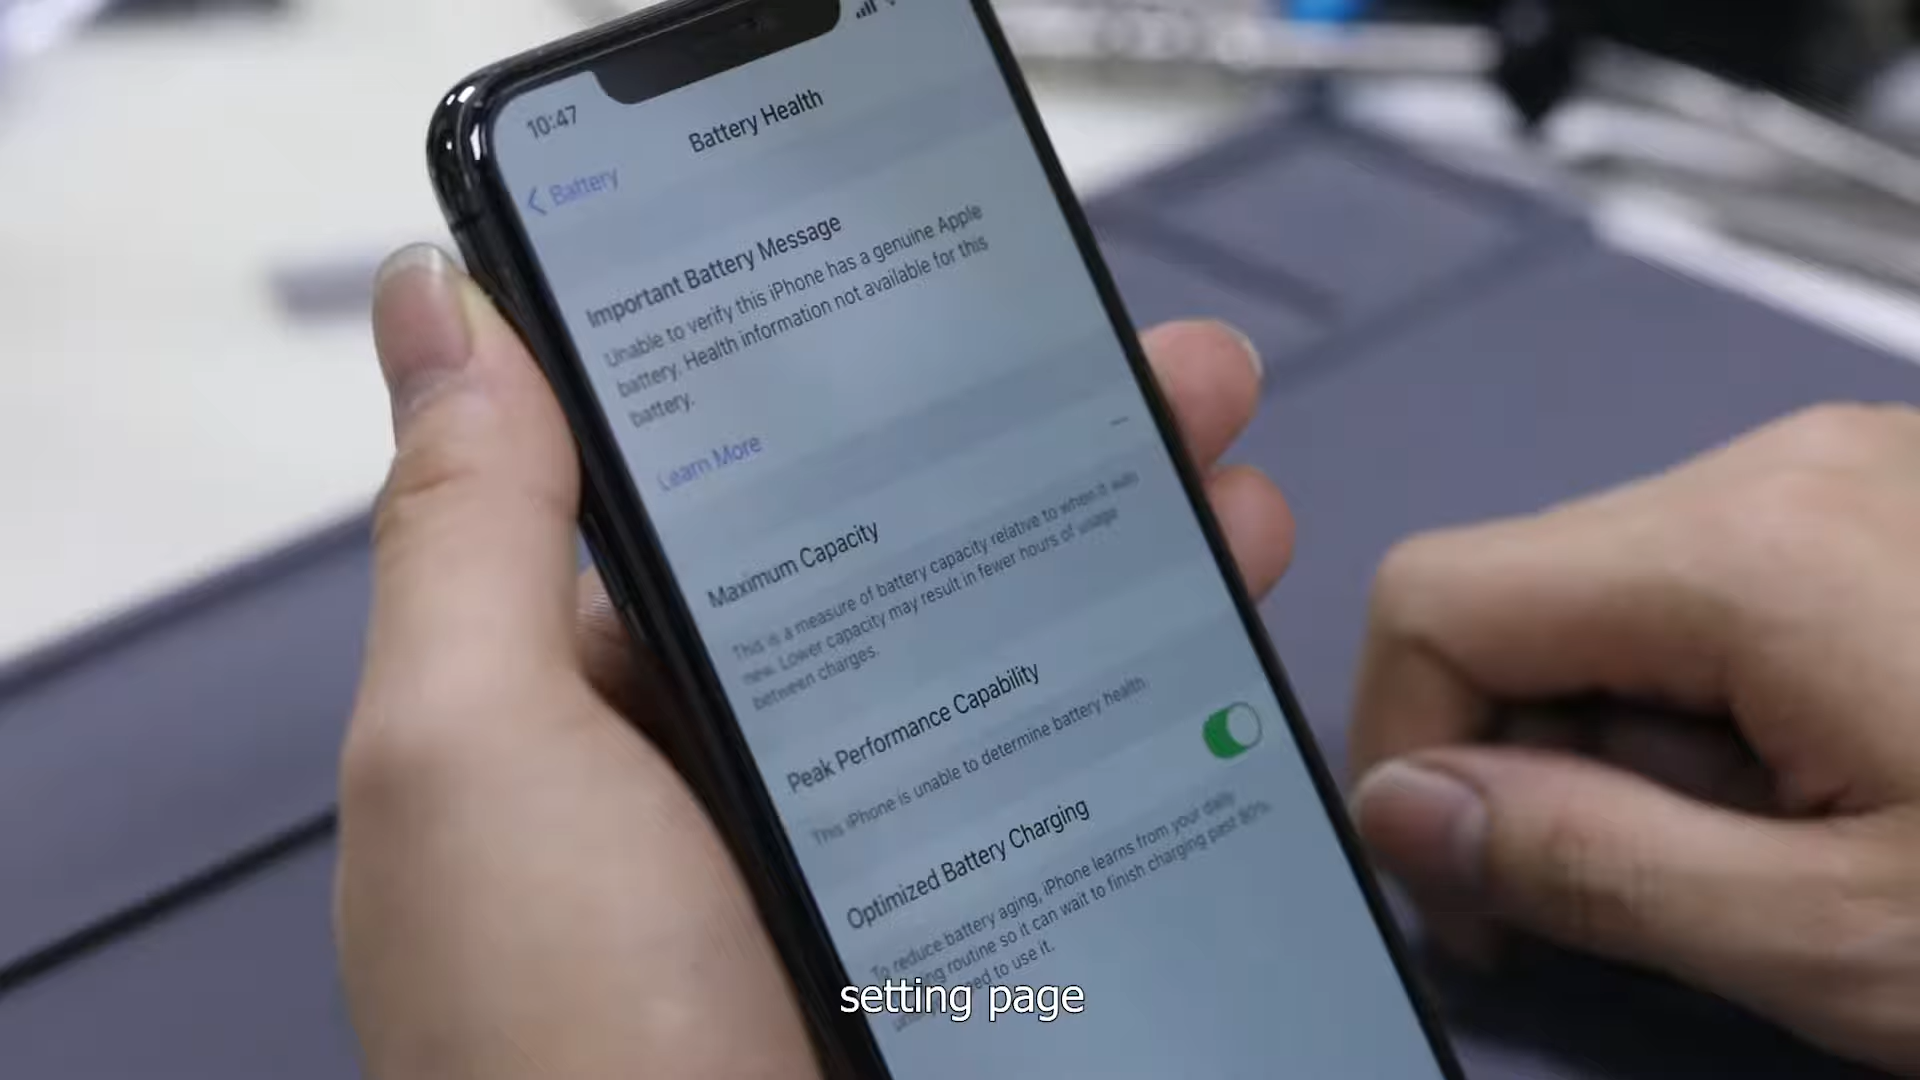 10:47
Battery Health
Battery
Important Battery Message
Unable to verify this iPhone has a genuine Apple
battery. Health information not available for this
battery.
Learn More
Maximum Capacity
—
This is a measure of battery capacity relative to when it was
new. Lower capacity may result in fewer hours of usage
between charges.
Peak Performance Capability
This iPhone is unable to determine battery health.
Optimized Battery Charging
To reduce battery aging, iPhone learns from your daily
routine so it can wait to finish charging past 80%
to use it.
setting page